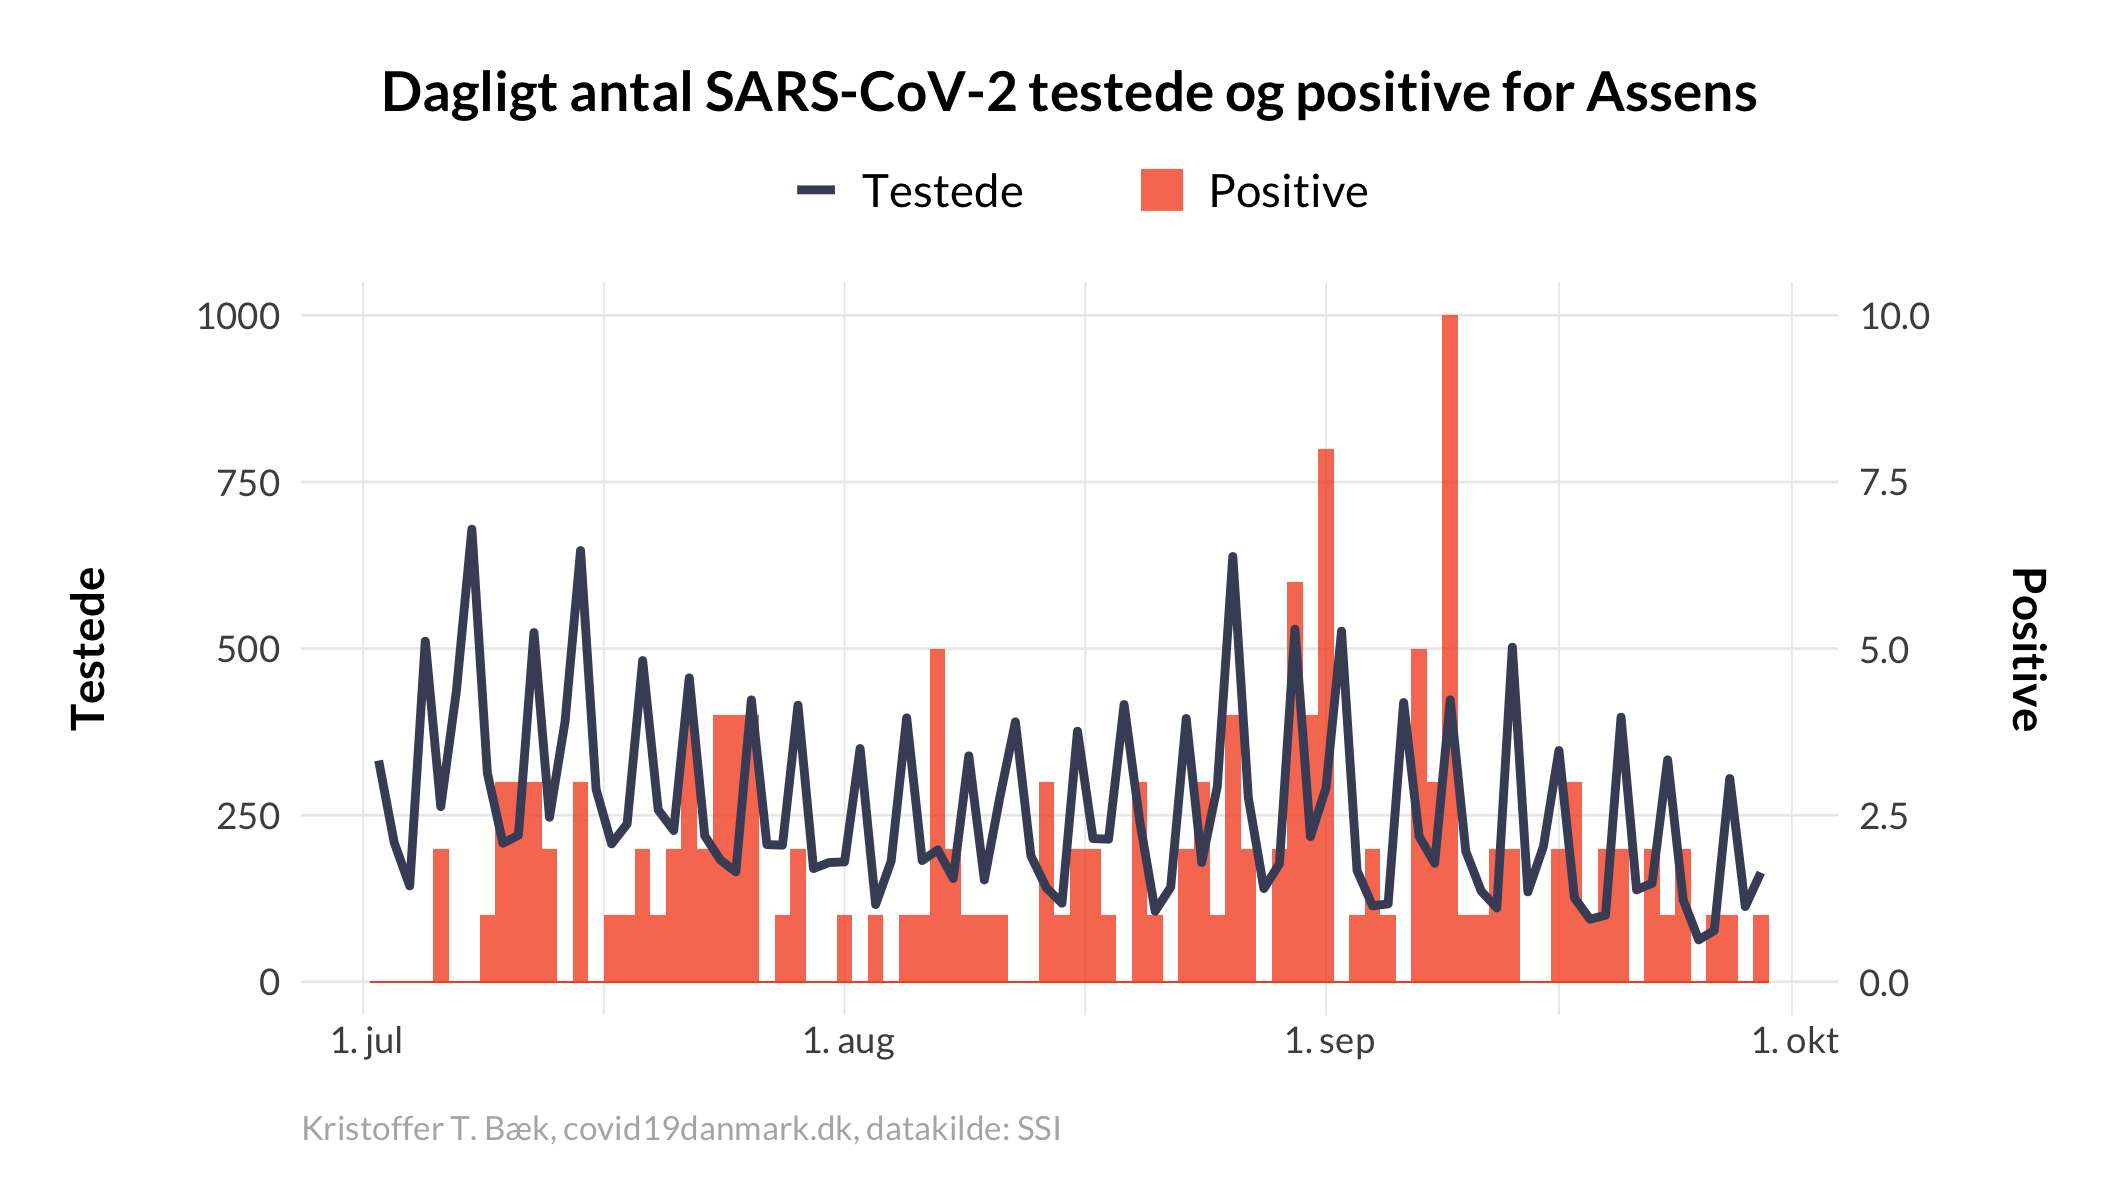 Dagligt antal SARS-CoV-2 testede og positive for Assens
Testede Positive
1000 10.0
750 7.5
500 5.0
250 2.5
0 0.0
Testede
Positive
1. jul 1. aug 1. sep 1. okt
Kristoffer T. Bæk, covid19danmark.dk, datakilde: SSI